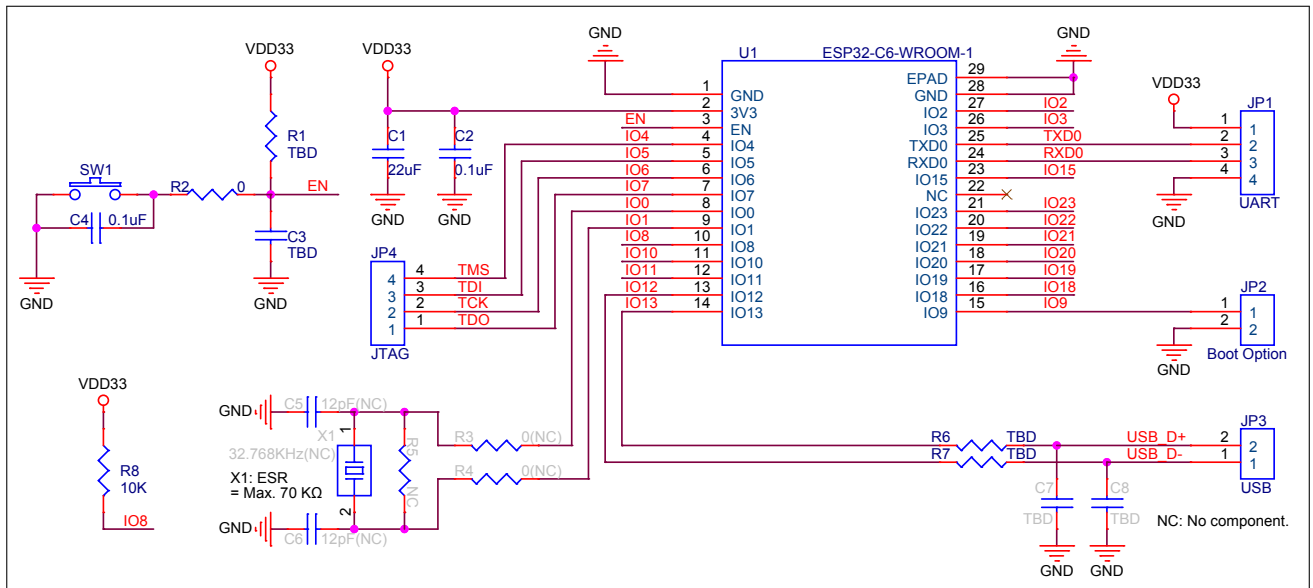 VDD33
R1
TBD
SW1
R2
0
EN
C4
0.1uF
C3
TBD
GND
GND
VDD33
C1
22uF
C2
0.1uF
GND
GND
JP4
4
3
2
1
4
3
2
1
TMS
TDI
TCK
TDO
JTAG
GND
U1
ESP32-C6-WROOM-1
1
GND
2
3V3
EN
3
EN
IO4
4
IO4
IO5
5
IO5
IO6
6
IO6
IO7
7
IO7
IO0
8
IO0
IO1
9
IO1
IO8
10
IO8
IO10
11
IO10
IO11
12
IO11
IO12
13
IO12
IO13
14
IO13
GND
EPAD
29
GND
28
IO2
27
IO2
IO3
26
IO3
TXD0
25
TXD0
RXD0
24
RXD0
IO15
23
IO15
NC
22
IO23
21
IO23
IO22
20
IO22
IO21
19
IO21
IO20
18
IO20
IO19
17
IO19
IO18
16
IO18
IO9
15
IO9
VDD33
JP1
1
2
3
4
1
2
3
4
UART
GND
JP2
1
2
1
2
Boot Option
GND
VDD33
R8
10K
IO8
GND
C5
12pF(NC)
X1
1
32.768KHz(NC)
X1: ESR
= Max. 70 KΩ
2
R5
NC
GND
C6
12pF(NC)
R3
0(NC)
R4
0(NC)
R6
TBD
R7
TBD
USB_D+
USB_D-
JP3
2
1
2
1
USB
C7
TBD
C8
TBD
GND
GND
NC: No component.